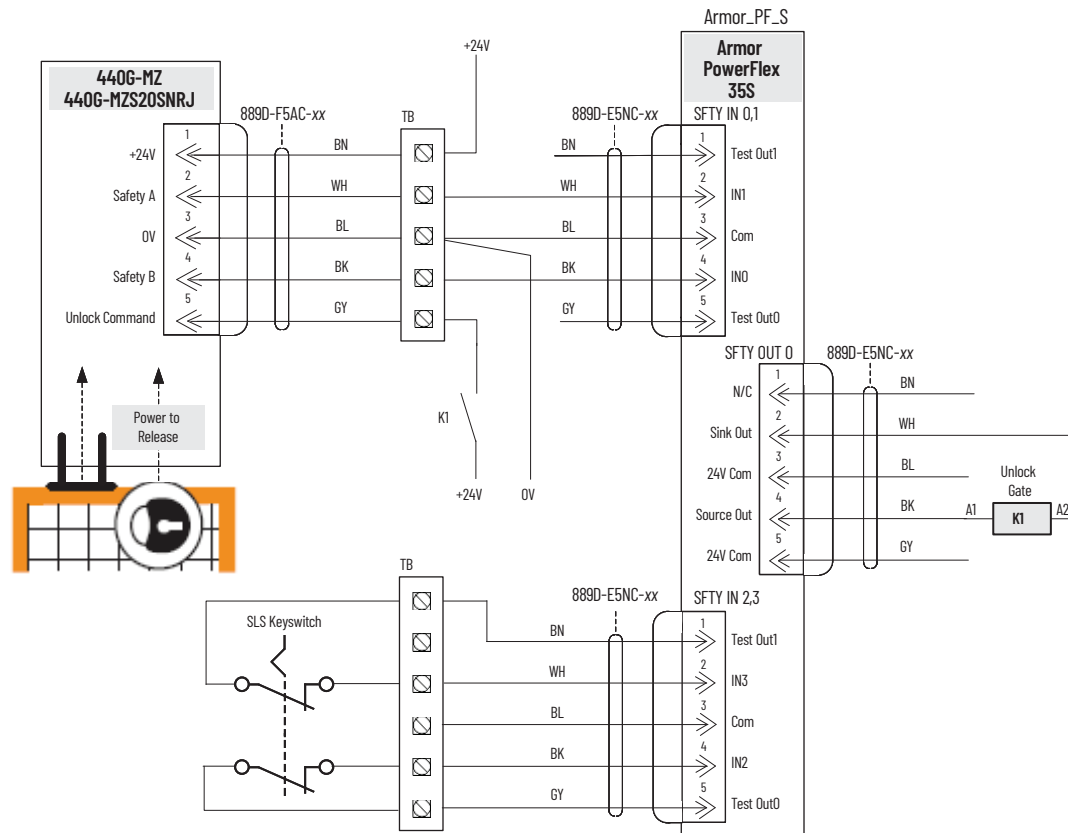 Armor_PF_S
+24V
440G-MZ
440G-MZS20SNRJ
Armor
PowerFlex
35S
889D-F5AC-xx
TB
889D-E5NC-xx
SFTY IN 0,1
1
+24V
BN
BN
1
Test Out1
2
Safety A
WH
WH
2
IN1
3
0V
BL
BL
3
Com
4
Safety B
BK
BK
4
IN0
5
Unlock Command
GY
GY
5
Test Out0
SFTY OUT 0
889D-E5NC-xx
1
N/C
BN
Power to
Release
K1
2
Sink Out
WH
3
24V Com
BL
Unlock
Gate
+24V
0V
4
Source Out
BK
A1
K1
A2
5
24V Com
GY
TB
889D-E5NC-xx
SFTY IN 2,3
SLS Keyswitch
BN
1
Test Out1
WH
2
IN3
BL
3
Com
BK
4
IN2
GY
5
Test Out0